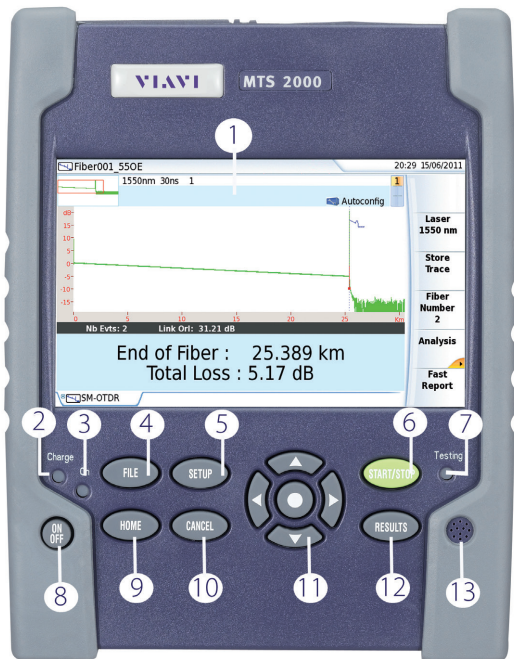 VIAVI
MTS 2000
1
Fiber001_55OE
20:29 15/06/2011
1550nm 30ns 1
1
Autoconfig
dB
15
10
5
0
-5
-10
-15
0
5
10
15
20
25
Km
Nb Evts: 2 Link Orl: 31.21 dB
End of Fiber : 25.389 km
Total Loss : 5.17 dB
SM-OTDR
Laser
1550 nm
Store
Trace
Fiber
Number
2
Analysis
Fast
Report
2
3
4
5
6
7
Charge
On
FILE
SETUP
START/STOP
Testing
ON
OFF
HOME
CANCEL
RESULTS
8
9
10
11
12
13